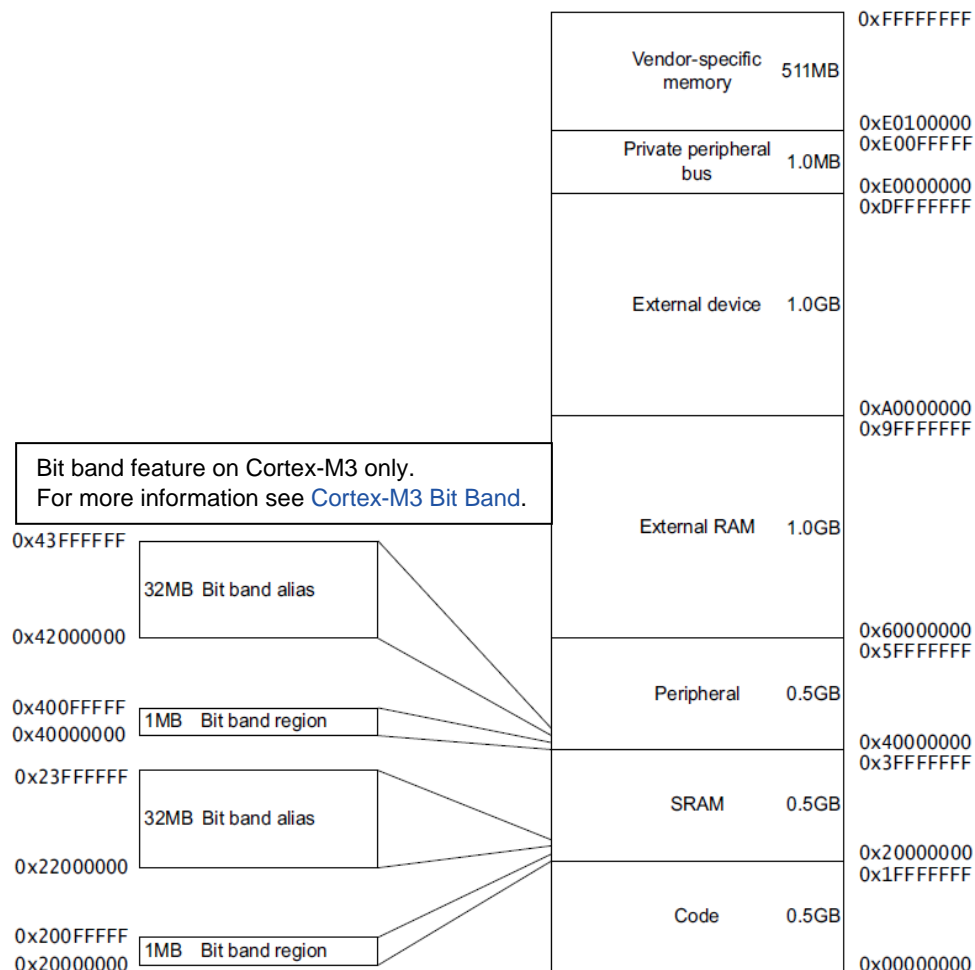 0xFFFFFFFF
Vendor-specific
memory
511MB
0xE0100000
0xE00FFFFF
Private peripheral
bus
1.0MB
0xE0000000
0xDFFFFFFF
External device 1.0GB
0xA0000000
0x9FFFFFFF
Bit band feature on Cortex-M3 only.
For more information see Cortex-M3 Bit Band.
External RAM 1.0GB
0x43FFFFFF
32MB Bit band alias
0x42000000
0x60000000
0x5FFFFFFF
Peripheral 0.5GB
0x400FFFFF
1MB Bit band region
0x40000000
0x40000000
0x3FFFFFFF
0x23FFFFFF
32MB Bit band alias
SRAM 0.5GB
0x22000000
0x20000000
0x1FFFFFFF
Code 0.5GB
0x200FFFFF
1MB Bit band region
0x20000000
0x00000000